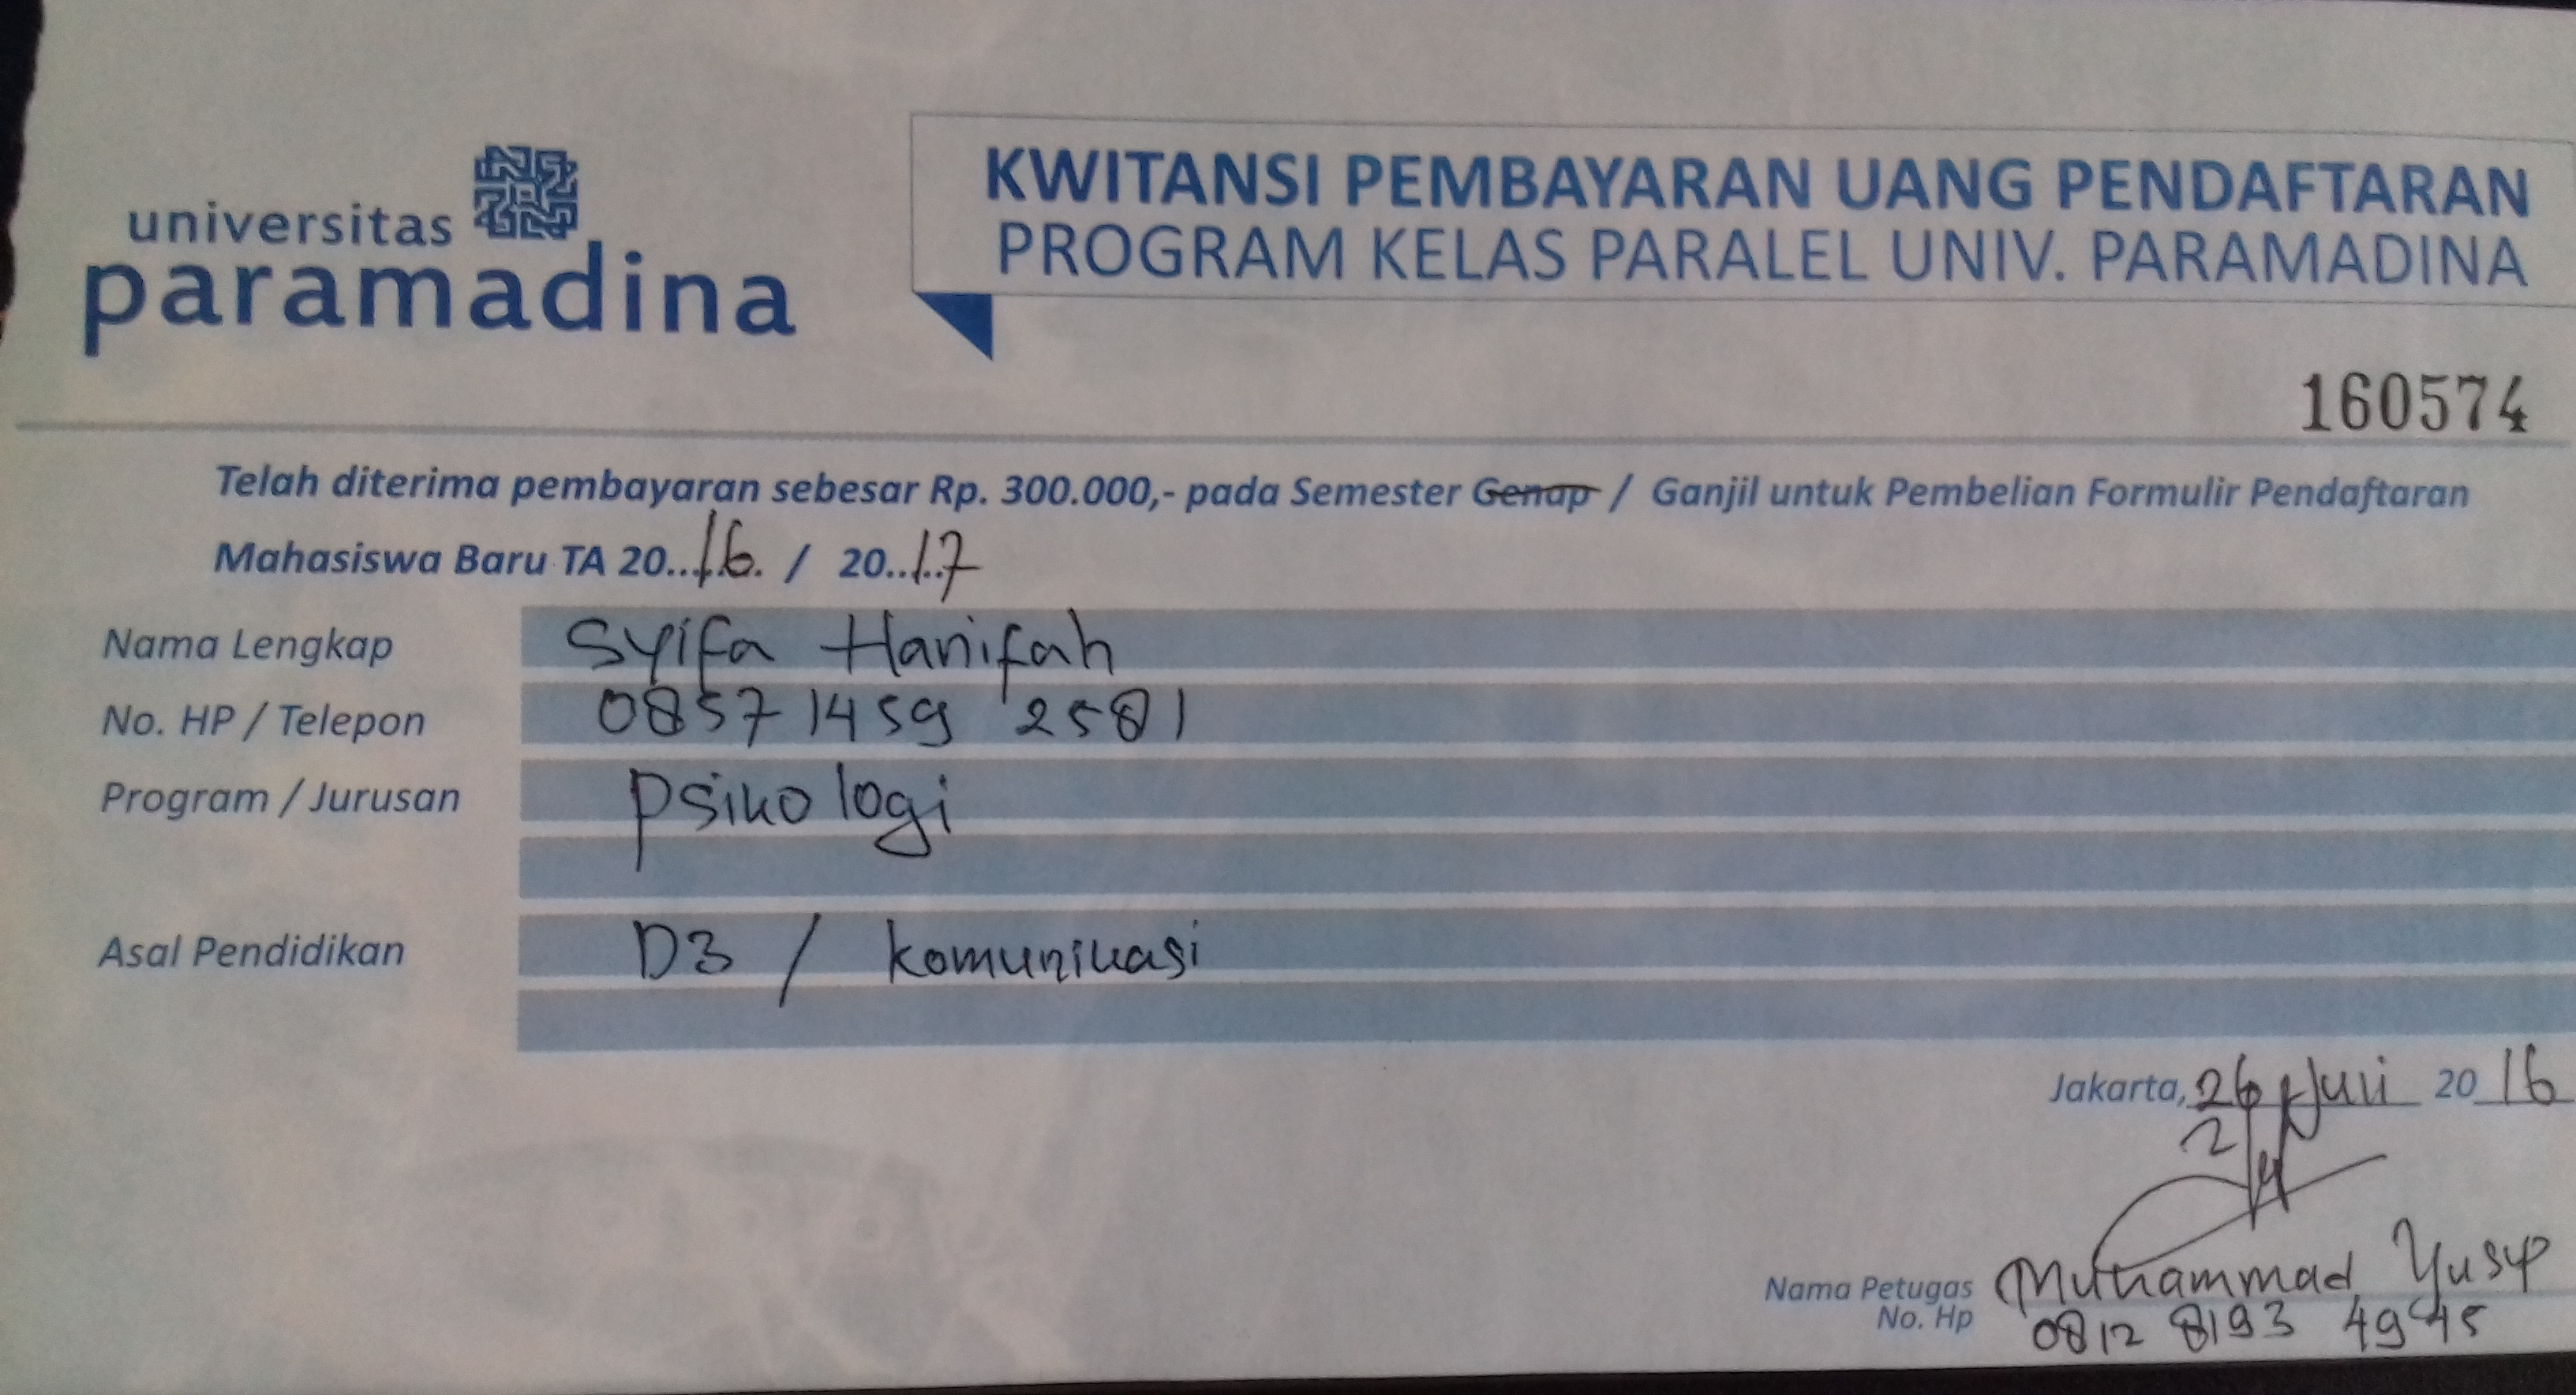 universitas
paramadina
KWITANSI PEMBAYARAN UANG PENDAFTARAN
PROGRAM KELAS PARALEL UNIV. PARAMADINA
160574
Telah diterima pembayaran sebesar Rp. 300.000,- pada Semester Genap / Ganjil untuk Pembelian Formulir Pendaftaran
Mahasiswa Baru TA 20..16. / 20..17
Nama Lengkap Syifa Hanifah
No. HP / Telepon 0857 1459 2581
Program / Jurusan Psikologi
Asal Pendidikan D3 / komunikasi
Jakarta, 26 Juli 2016
Nama Petugas Muhammad Yusup
No. Hp 0812 8193 4945